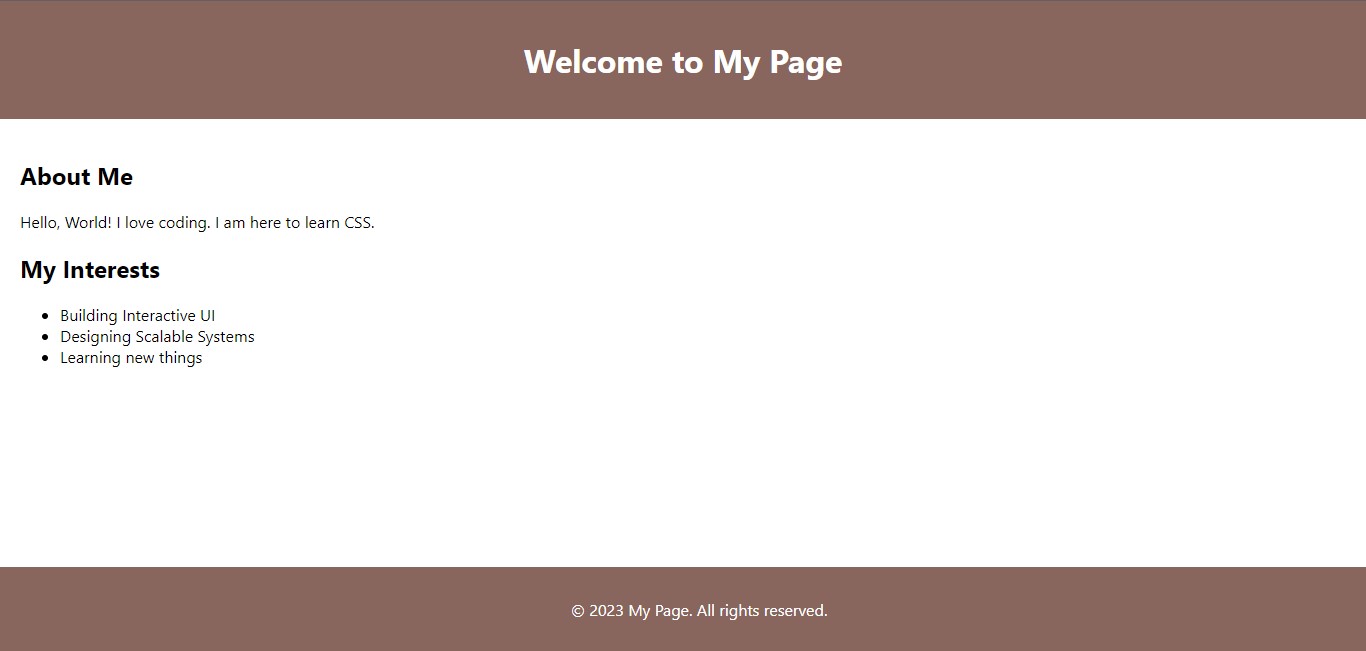 Welcome to My Page
About Me
Hello, World! I love coding. I am here to learn CSS.
My Interests
Building Interactive UI
Designing Scalable Systems
Learning new things
© 2023 My Page. All rights reserved.